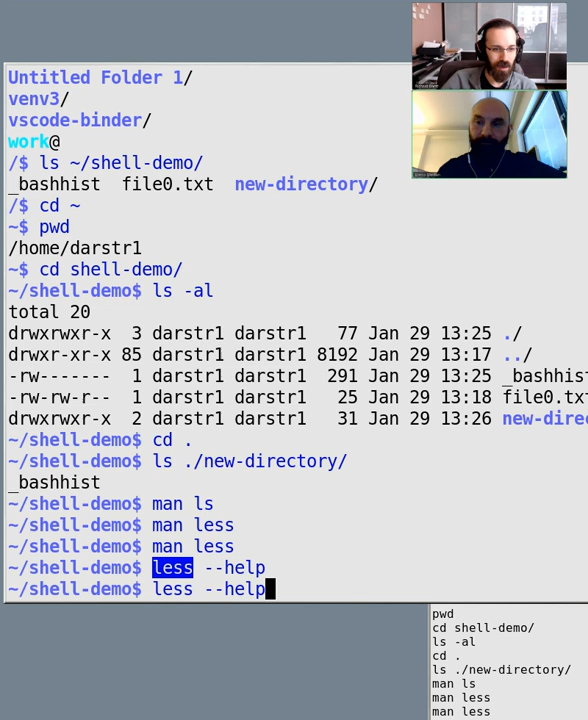 Untitled Folder 1/
venv3/
vscode-binder/
work@
/$ ls ~/shell-demo/
_bashhist  file0.txt  new-directory/
/$ cd ~
~$ pwd
/home/darstr1
~$ cd shell-demo/
~/shell-demo$ ls -al
total 20
drwxrwxr-x  3 darstr1 darstr1   77 Jan 29 13:25 ./
drwxr-xr-x 85 darstr1 darstr1 8192 Jan 29 13:17 ../
-rw-------  1 darstr1 darstr1  291 Jan 29 13:25 _bashhis
-rw-rw-r--  1 darstr1 darstr1   25 Jan 29 13:18 file0.tx
drwxrwxr-x  2 darstr1 darstr1   31 Jan 29 13:26 new-dire
~/shell-demo$ cd .
~/shell-demo$ ls ./new-directory/
_bashhist
~/shell-demo$ man ls
~/shell-demo$ man less
~/shell-demo$ man less
~/shell-demo$ less --help
~/shell-demo$ less --help
pwd
cd shell-demo/
ls -al
cd .
ls ./new-directory/
man ls
man less
man less